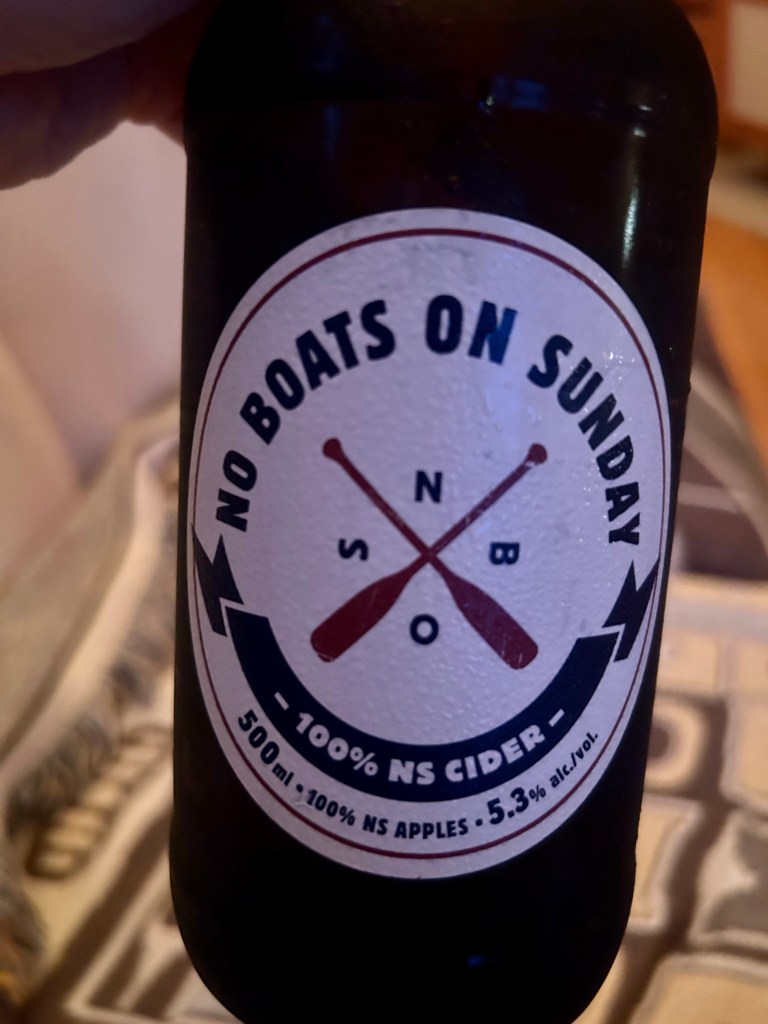 NO BOATS ON SUNDAY
N
S B
O
- 100% NS CIDER -
500ml • 100% NS APPLES • 5.3% alc./vol.